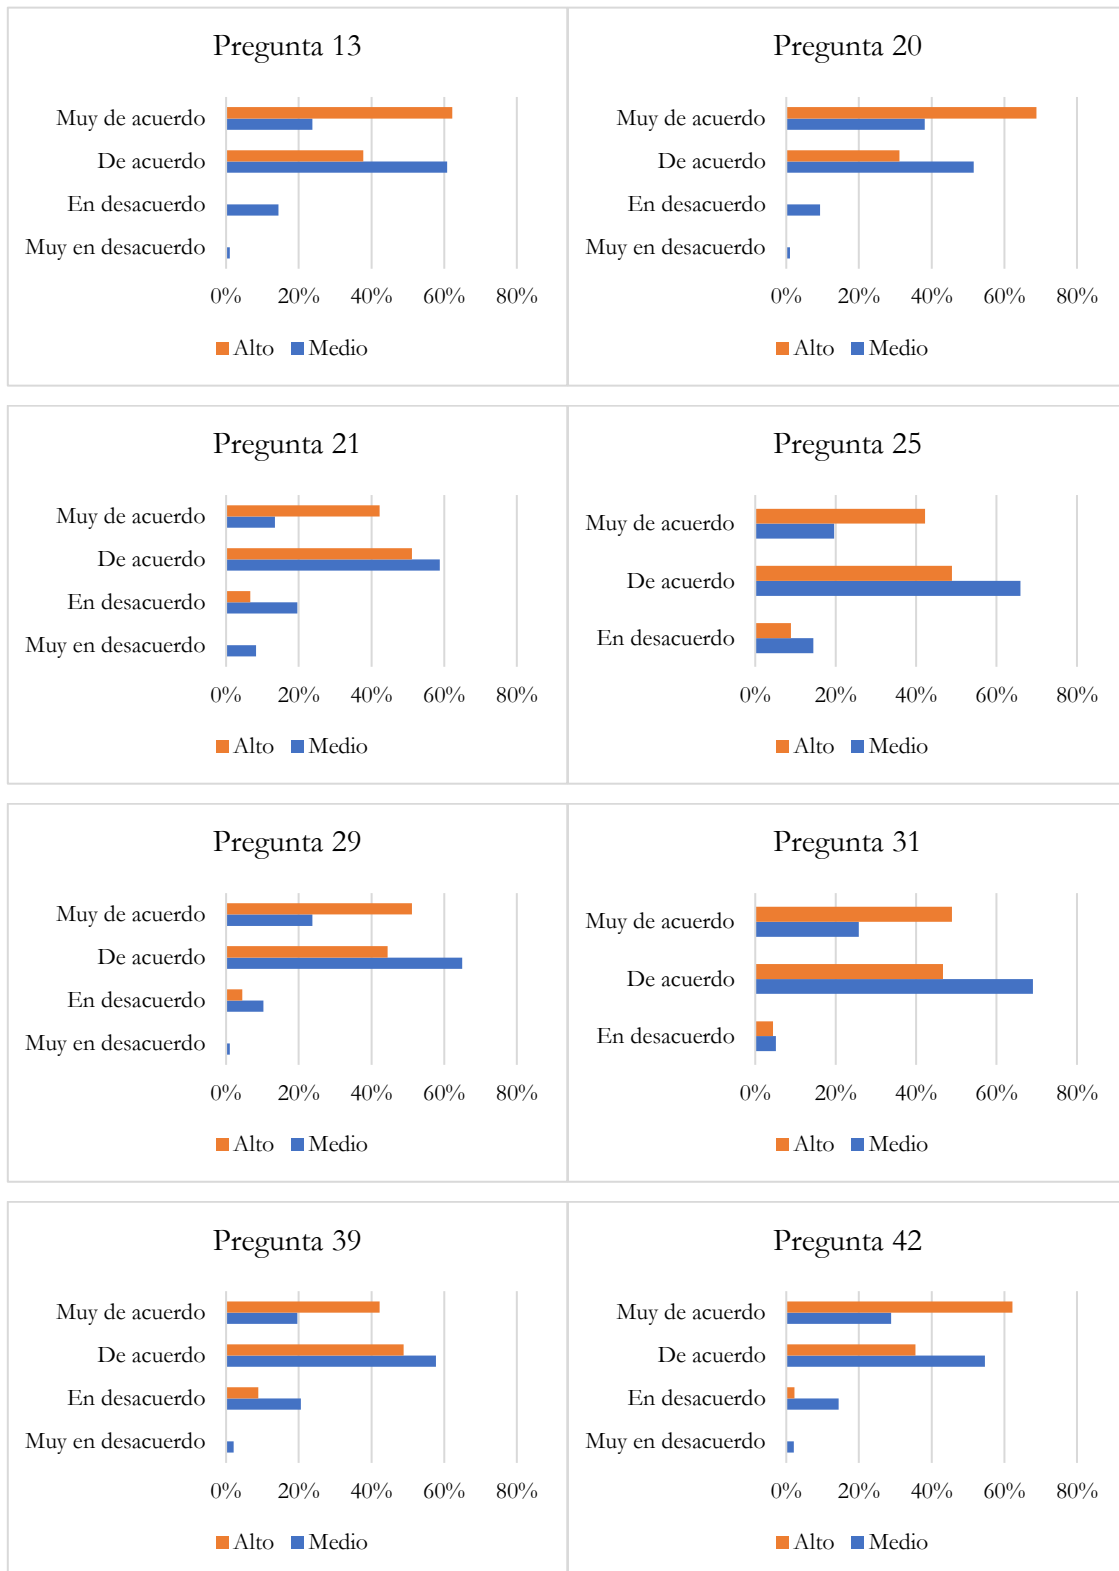 Pregunta 13
Muy de acuerdo
De acuerdo
En desacuerdo
Muy en desacuerdo
0% 20% 40% 60% 80%
Alto Medio
Pregunta 20
Muy de acuerdo
De acuerdo
En desacuerdo
Muy en desacuerdo
0% 20% 40% 60% 80%
Alto Medio
Pregunta 21
Muy de acuerdo
De acuerdo
En desacuerdo
Muy en desacuerdo
0% 20% 40% 60% 80%
Alto Medio
Pregunta 25
Muy de acuerdo
De acuerdo
En desacuerdo
0% 20% 40% 60% 80%
Alto Medio
Pregunta 29
Muy de acuerdo
De acuerdo
En desacuerdo
Muy en desacuerdo
0% 20% 40% 60% 80%
Alto Medio
Pregunta 31
Muy de acuerdo
De acuerdo
En desacuerdo
0% 20% 40% 60% 80%
Alto Medio
Pregunta 39
Muy de acuerdo
De acuerdo
En desacuerdo
Muy en desacuerdo
0% 20% 40% 60% 80%
Alto Medio
Pregunta 42
Muy de acuerdo
De acuerdo
En desacuerdo
Muy en desacuerdo
0% 20% 40% 60% 80%
Alto Medio